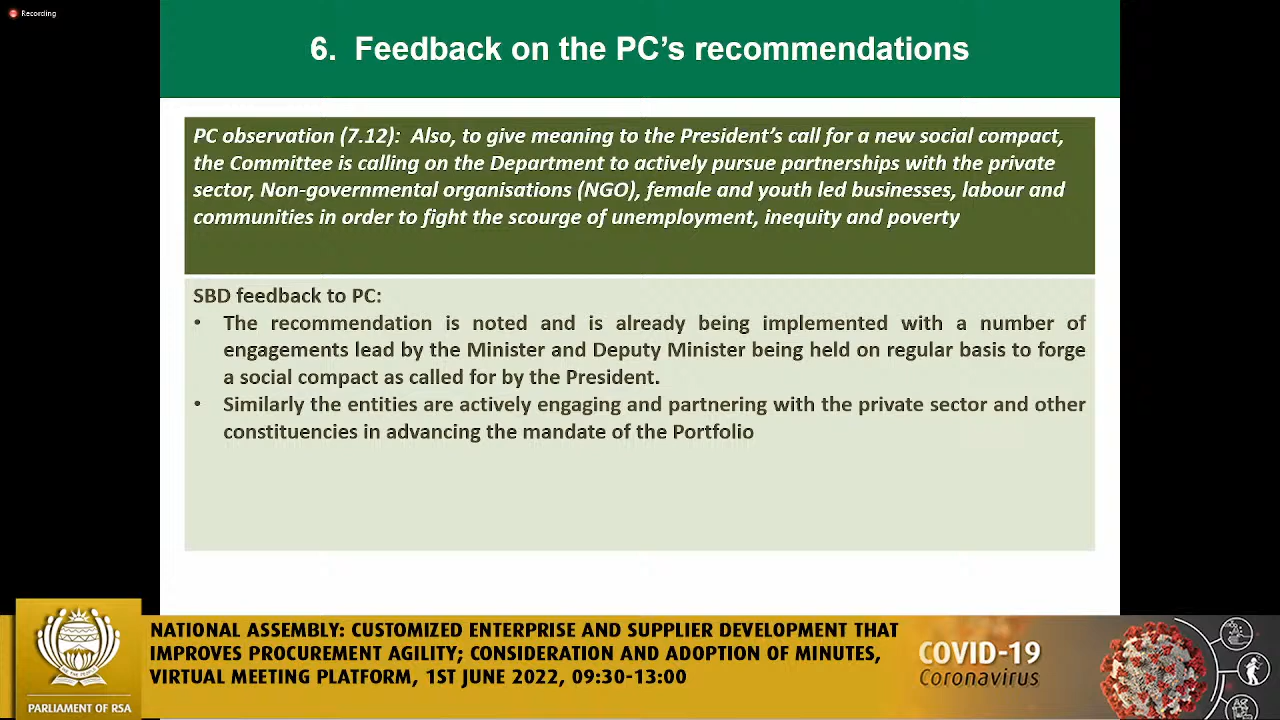 Recording
6. Feedback on the PC's recommendations
PC observation (7.12): Also, to give meaning to the President's call for a new social compact,
the Committee is calling on the Department to actively pursue partnerships with the private
sector, Non-governmental organisations (NGO), female and youth led businesses, labour and
communities in order to fight the scourge of unemployment, inequity and poverty
SBD feedback to PC:
• The recommendation is noted and is already being implemented with a number of
engagements lead by the Minister and Deputy Minister being held on regular basis to forge
a social compact as called for by the President.
• Similarly the entities are actively engaging and partnering with the private sector and other
constituencies in advancing the mandate of the Portfolio
NATIONAL ASSEMBLY: CUSTOMIZED ENTERPRISE AND SUPPLIER DEVELOPMENT THAT
IMPROVES PROCUREMENT AGILITY; CONSIDERATION AND ADOPTION OF MINUTES,
VIRTUAL MEETING PLATFORM, 1ST JUNE 2022, 09:30-13:00
PARLIAMENT OF RSA
COVID-19
Coronavirus